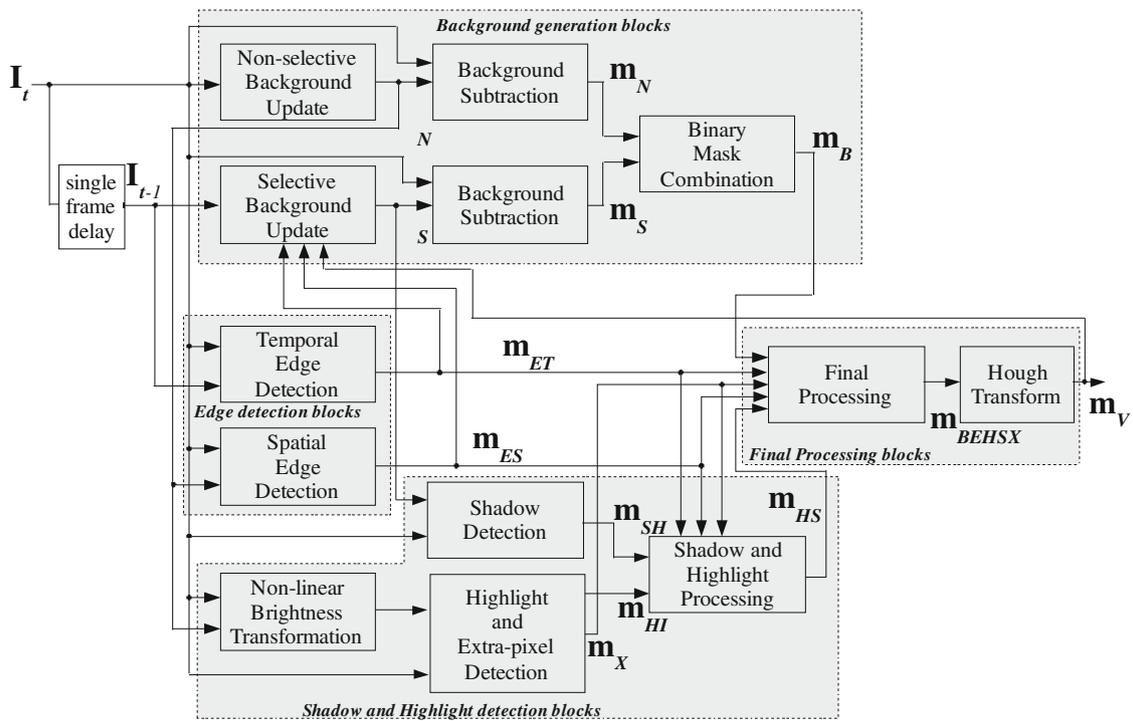 Background generation blocks
I_t
Non-selective
Background
Update
Background
Subtraction
m_N
N
Binary
Mask
Combination
m_B
single
frame
delay
I_t-1
Selective
Background
Update
S
Background
Subtraction
m_S
Temporal
Edge
Detection
Edge detection blocks
Spatial
Edge
Detection
m_ET
m_ES
Final
Processing
m_BEHSX
Hough
Transform
m_V
Final Processing blocks
Shadow
Detection
m_SH
m_HS
Shadow and
Highlight
Processing
Non-linear
Brightness
Transformation
Highlight
and
Extra-pixel
Detection
m_HI
m_X
Shadow and Highlight detection blocks